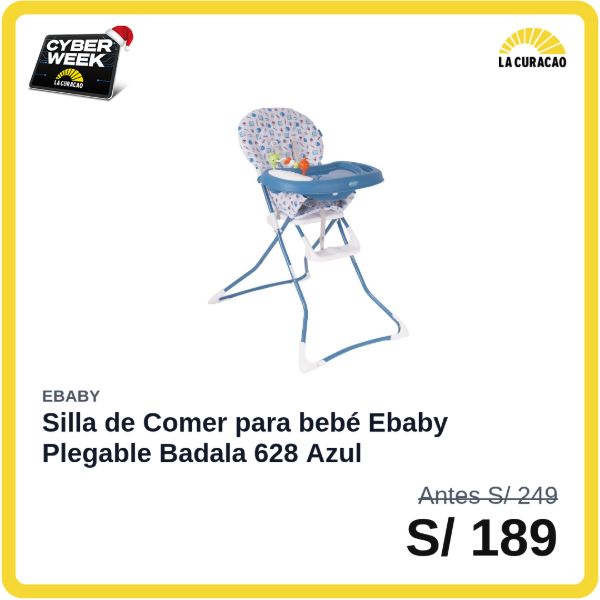 CYBER
WEEK
LA CURACAO
LA CURACAO
EBABY
Silla de Comer para bebé Ebaby
Plegable Badala 628 Azul
Antes S/ 249
S/ 189